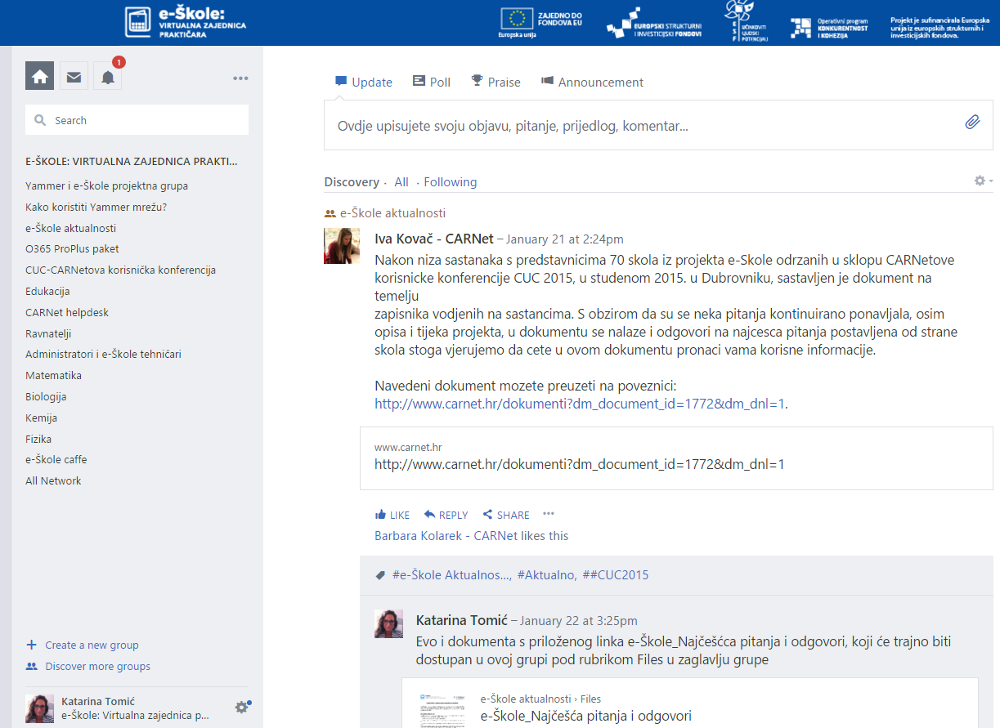 e-Škole:
VIRTUALNA ZAJEDNICA
PRAKTIČARA
Europska unija
ZAJEDNO DO
FONDOVA EU
EUROPSKI STRUKTURNI
I INVESTICIJSKI FONDOVI
ESF
UČINKOVITI
LJUDSKI
POTENCIJALI
Operativni program
KONKURENTNOST
I KOHEZIJA
Projekt je sufinancirala Europska
unija iz europskih strukturnih i
investicijskih fondova.
1
Search
E-ŠKOLE: VIRTUALNA ZAJEDNICA PRAKTI...
Yammer i e-Škole projektna grupa
Kako koristiti Yammer mrežu?
e-Škole aktualnosti
O365 ProPlus paket
CUC-CARNetova korisnička konferencija
Edukacija
CARNet helpdesk
Ravnatelji
Administratori i e-Škole tehničari
Matematika
Biologija
Kemija
Fizika
e-Škole caffe
All Network
Create a new group
Discover more groups
Katarina Tomić
e-Škole: Virtualna zajednica p...
Update Poll Praise Announcement
Ovdje upisujete svoju objavu, pitanje, prijedlog, komentar...
Discovery · All · Following
e-Škole aktualnosti
Iva Kovač - CARNet – January 21 at 2:24pm
Nakon niza sastanaka s predstavnicima 70 skola iz projekta e-Skole odrzanih u sklopu CARNetove
korisnicke konferencije CUC 2015, u studenom 2015. u Dubrovniku, sastavljen je dokument na
temelju
zapisnika vodjenih na sastancima. S obzirom da su se neka pitanja kontinuirano ponavljala, osim
opisa i tijeka projekta, u dokumentu se nalaze i odgovori na najcesca pitanja postavljena od strane
skola stoga vjerujemo da cete u ovom dokumentu pronaci vama korisne informacije.
Navedeni dokument mozete preuzeti na poveznici:
http://www.carnet.hr/dokumenti?dm_document_id=1772&dm_dnl=1.
www.carnet.hr
http://www.carnet.hr/dokumenti?dm_document_id=1772&dm_dnl=1
LIKE REPLY SHARE
Barbara Kolarek - CARNet likes this
#e-Škole Aktualnos..., #Aktualno, ##CUC2015
Katarina Tomić – January 22 at 3:25pm
Evo i dokumenta s priloženog linka e-Škole_Najčešćca pitanja i odgovori, koji će trajno biti
dostupan u ovoj grupi pod rubrikom Files u zaglavlju grupe
e-Škole aktualnosti › Files
e-Škole_Najčešća pitanja i odgovori